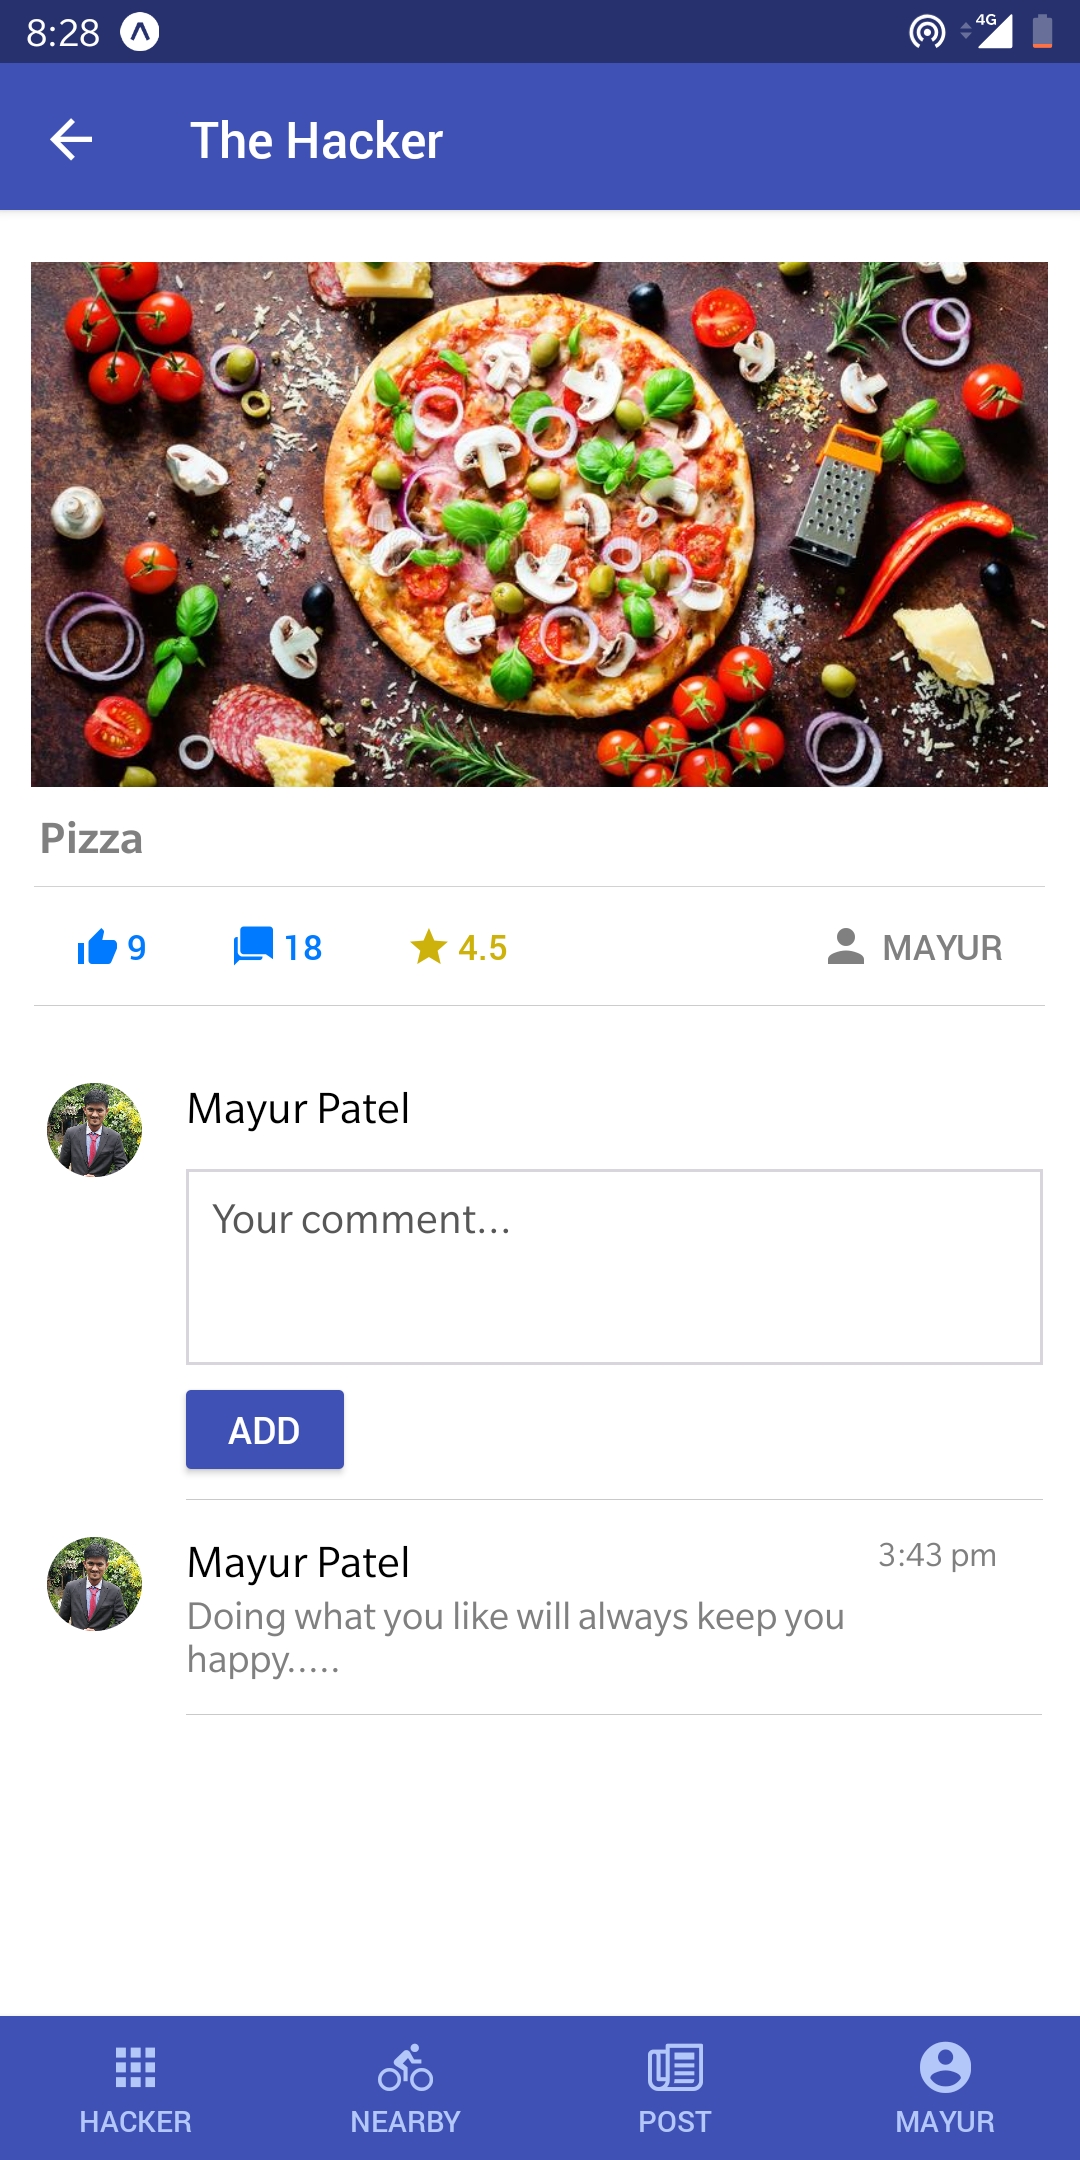 8:28
4G
The Hacker
Pizza
9 18 4.5 MAYUR
Mayur Patel
Your comment...
ADD
Mayur Patel 3:43 pm
Doing what you like will always keep you
happy.....
HACKER NEARBY POST MAYUR